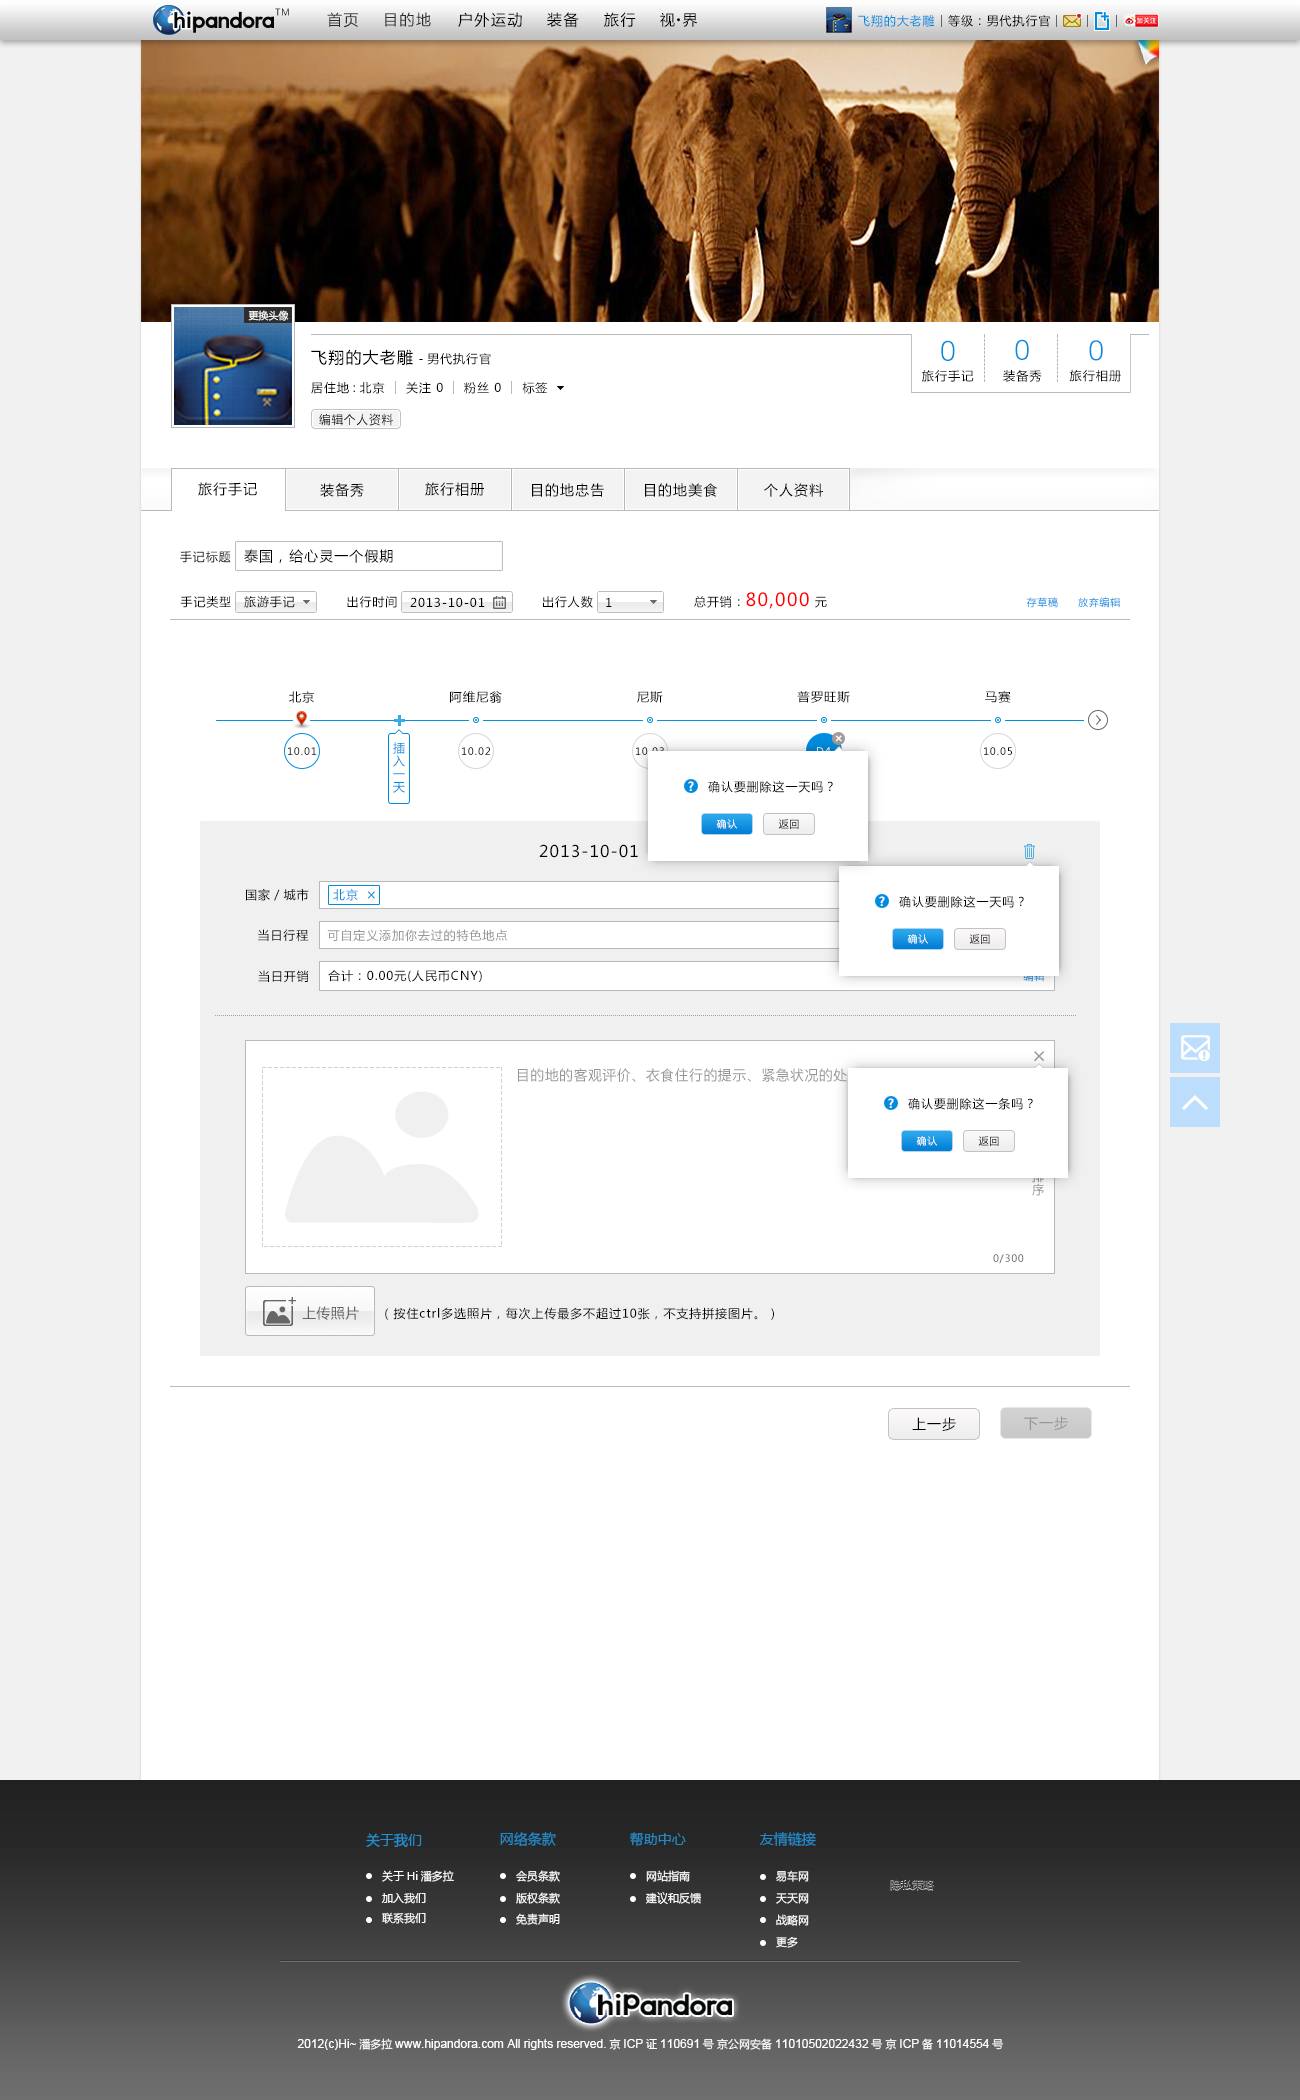 hipandora™ 首页 目的地 户外运动 装备 旅行 视·界 飞翔的大老雕 | 等级：男代执行官 | | | 加关注
更换头像
飞翔的大老雕 - 男代执行官
居住地：北京 | 关注 0 | 粉丝 0 | 标签
编辑个人资料
0 0 0
旅行手记 装备秀 旅行相册
旅行手记 装备秀 旅行相册 目的地忠告 目的地美食 个人资料
手记标题 泰国，给心灵一个假期
手记类型 旅游手记 出行时间 2013-10-01 出行人数 1 总开销：80,000 元 存草稿 放弃编辑
北京 阿维尼翁 尼斯 普罗旺斯 马赛
10.01 10.02 10.03 D4 10.05
插入一天
确认要删除这一天吗？
确认 返回
2013-10-01
国家 / 城市 北京 ×
确认要删除这一天吗？
确认 返回
当日行程 可自定义添加你去过的特色地点
当日开销 合计：0.00元(人民币CNY) 编辑
目的地的客观评价、衣食住行的提示、紧急状况的处
确认要删除这一条吗？
确认 返回
排序
0/300
上传照片 （ 按住ctrl多选照片，每次上传最多不超过10张，不支持拼接图片。 ）
上一步 下一步
关于我们 网络条款 帮助中心 友情链接
关于 Hi 潘多拉 会员条款 网站指南 易车网
隐私策略
加入我们 版权条款 建议和反馈 天天网
联系我们 免责声明 战略网
更多
hiPandora
2012(c)Hi~ 潘多拉 www.hipandora.com All rights reserved. 京 ICP 证 110691 号 京公网安备 11010502022432 号 京 ICP 备 11014554 号